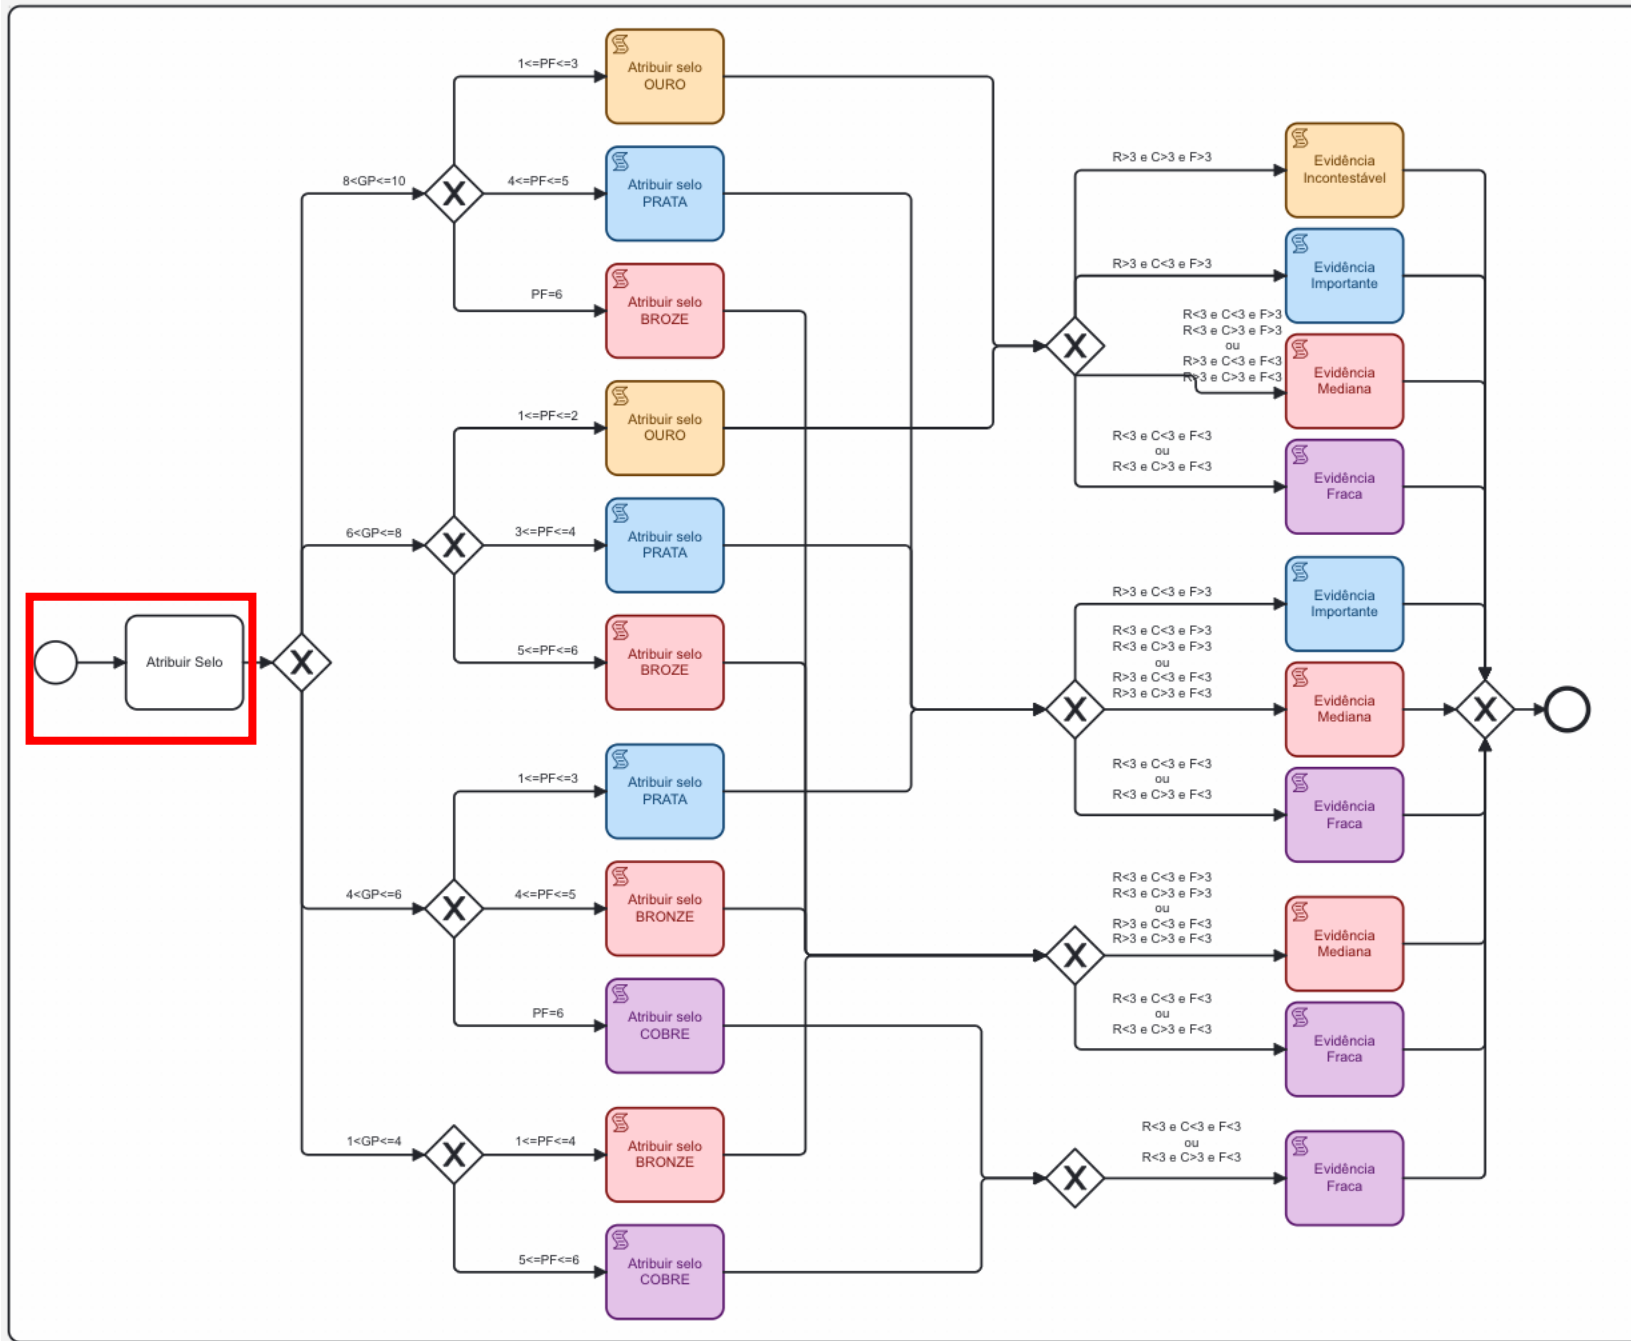 1<=PF<=3
Atribuir selo
OURO
8<GP<=10
4<=PF<=5
Atribuir selo
PRATA
PF=6
Atribuir selo
BROZE
1<=PF<=2
Atribuir selo
OURO
6<GP<=8
3<=PF<=4
Atribuir selo
PRATA
5<=PF<=6
Atribuir selo
BROZE
Atribuir Selo
1<=PF<=3
Atribuir selo
PRATA
4<GP<=6
4<=PF<=5
Atribuir selo
BRONZE
PF=6
Atribuir selo
COBRE
1<GP<=4
1<=PF<=4
Atribuir selo
BRONZE
5<=PF<=6
Atribuir selo
COBRE
R>3 e C>3 e F>3
Evidência
Incontestável
R>3 e C<3 e F>3
Evidência
Importante
R<3 e C<3 e F>3
R<3 e C>3 e F>3
ou
R>3 e C<3 e F<3
R>3 e C>3 e F<3
Evidência
Mediana
R<3 e C<3 e F<3
ou
R<3 e C>3 e F<3
Evidência
Fraca
R>3 e C<3 e F>3
Evidência
Importante
R<3 e C<3 e F>3
R<3 e C<3 e F>3
ou
R>3 e C<3 e F<3
R>3 e C>3 e F<3
Evidência
Mediana
R<3 e C<3 e F<3
ou
R<3 e C>3 e F<3
Evidência
Fraca
R<3 e C<3 e F>3
R<3 e C<3 e F>3
ou
R>3 e C<3 e F<3
R>3 e C>3 e F<3
Evidência
Mediana
R<3 e C<3 e F<3
ou
R<3 e C>3 e F<3
Evidência
Fraca
R<3 e C<3 e F<3
ou
R<3 e C>3 e F<3
Evidência
Fraca